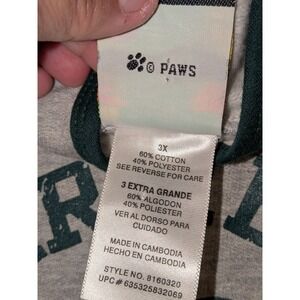 © PAWS
3X
60% COTTON
40% POLYESTER
SEE REVERSE FOR CARE
3 EXTRA GRANDE
60% ALGODON
40% POLIESTER
VER AL DORSO PARA
CUIDADO
MADE IN CAMBODIA
HECHO EN CAMBODIA
STYLE NO. 8160320
UPC# 635325832069